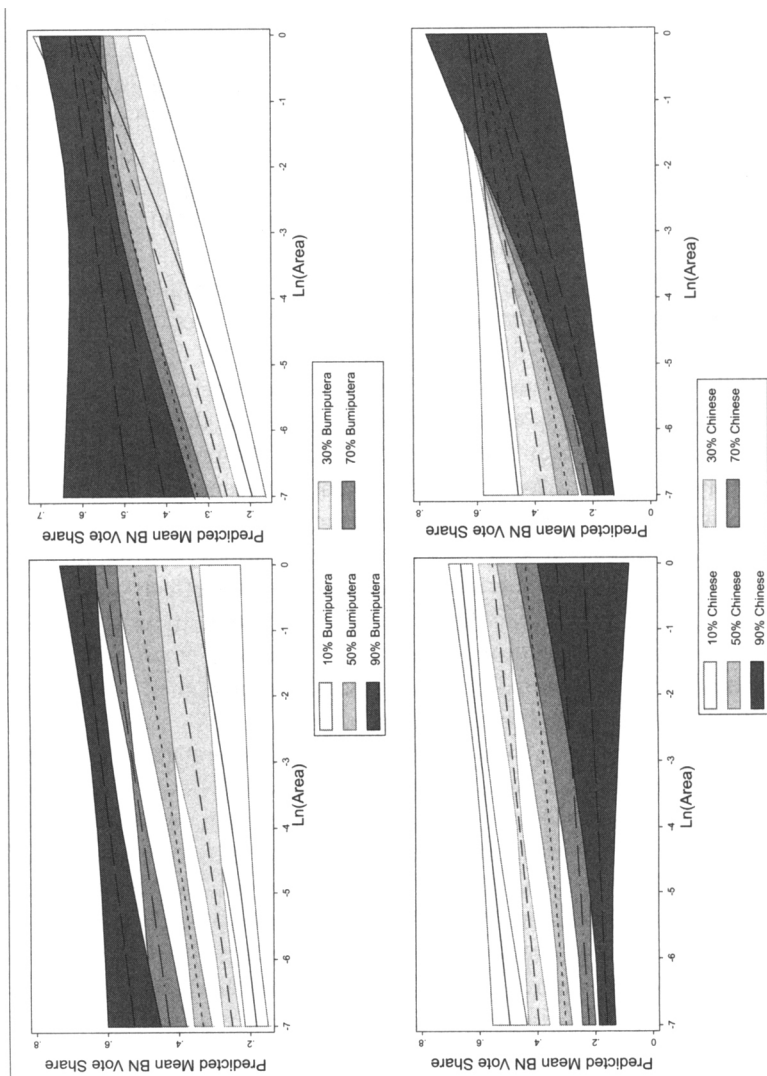 Predicted Mean BN Vote Share
.8
.6
.4
.2
-7
-6
-5
-4
-3
-2
-1
0
Ln(Area)
Predicted Mean BN Vote Share
.7
.6
.5
.4
.3
.2
-7
-6
-5
-4
-3
-2
-1
0
Ln(Area)
10% Bumiputera
30% Bumiputera
50% Bumiputera
70% Bumiputera
90% Bumiputera
Predicted Mean BN Vote Share
.8
.6
.4
.2
0
-7
-6
-5
-4
-3
-2
-1
0
Ln(Area)
Predicted Mean BN Vote Share
.8
.6
.4
.2
0
-7
-6
-5
-4
-3
-2
-1
0
Ln(Area)
10% Chinese
30% Chinese
50% Chinese
70% Chinese
90% Chinese